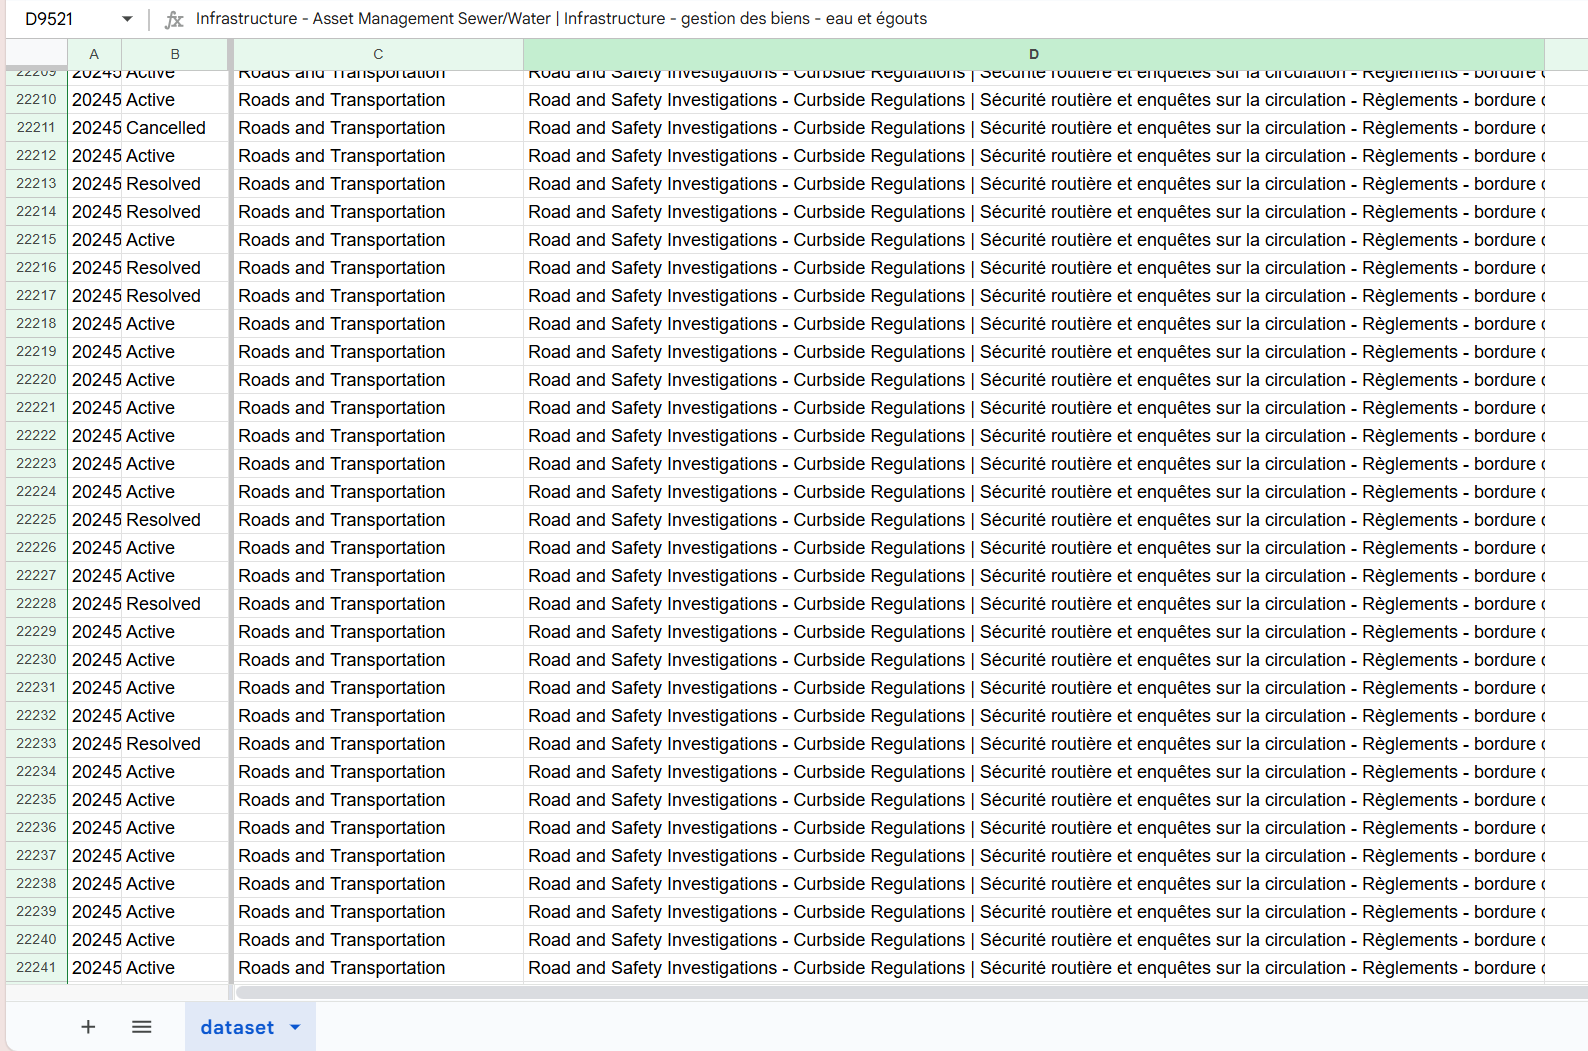 D9521 fx Infrastructure - Asset Management Sewer/Water | Infrastructure - gestion des biens - eau et égouts
A B C D
22209 20245 Active Roads and Transportation Road and Safety Investigations - Curbside Regulations | Sécurité routière et enquêtes sur la circulation - Règlements - bordure
22210 20245 Active Roads and Transportation Road and Safety Investigations - Curbside Regulations | Sécurité routière et enquêtes sur la circulation - Règlements - bordure
22211 20245 Cancelled Roads and Transportation Road and Safety Investigations - Curbside Regulations | Sécurité routière et enquêtes sur la circulation - Règlements - bordure
22212 20245 Active Roads and Transportation Road and Safety Investigations - Curbside Regulations | Sécurité routière et enquêtes sur la circulation - Règlements - bordure
22213 20245 Resolved Roads and Transportation Road and Safety Investigations - Curbside Regulations | Sécurité routière et enquêtes sur la circulation - Règlements - bordure
22214 20245 Resolved Roads and Transportation Road and Safety Investigations - Curbside Regulations | Sécurité routière et enquêtes sur la circulation - Règlements - bordure
22215 20245 Active Roads and Transportation Road and Safety Investigations - Curbside Regulations | Sécurité routière et enquêtes sur la circulation - Règlements - bordure
22216 20245 Resolved Roads and Transportation Road and Safety Investigations - Curbside Regulations | Sécurité routière et enquêtes sur la circulation - Règlements - bordure
22217 20245 Resolved Roads and Transportation Road and Safety Investigations - Curbside Regulations | Sécurité routière et enquêtes sur la circulation - Règlements - bordure
22218 20245 Active Roads and Transportation Road and Safety Investigations - Curbside Regulations | Sécurité routière et enquêtes sur la circulation - Règlements - bordure
22219 20245 Active Roads and Transportation Road and Safety Investigations - Curbside Regulations | Sécurité routière et enquêtes sur la circulation - Règlements - bordure
22220 20245 Active Roads and Transportation Road and Safety Investigations - Curbside Regulations | Sécurité routière et enquêtes sur la circulation - Règlements - bordure
22221 20245 Active Roads and Transportation Road and Safety Investigations - Curbside Regulations | Sécurité routière et enquêtes sur la circulation - Règlements - bordure
22222 20245 Active Roads and Transportation Road and Safety Investigations - Curbside Regulations | Sécurité routière et enquêtes sur la circulation - Règlements - bordure
22223 20245 Active Roads and Transportation Road and Safety Investigations - Curbside Regulations | Sécurité routière et enquêtes sur la circulation - Règlements - bordure
22224 20245 Active Roads and Transportation Road and Safety Investigations - Curbside Regulations | Sécurité routière et enquêtes sur la circulation - Règlements - bordure
22225 20245 Resolved Roads and Transportation Road and Safety Investigations - Curbside Regulations | Sécurité routière et enquêtes sur la circulation - Règlements - bordure
22226 20245 Active Roads and Transportation Road and Safety Investigations - Curbside Regulations | Sécurité routière et enquêtes sur la circulation - Règlements - bordure
22227 20245 Active Roads and Transportation Road and Safety Investigations - Curbside Regulations | Sécurité routière et enquêtes sur la circulation - Règlements - bordure
22228 20245 Resolved Roads and Transportation Road and Safety Investigations - Curbside Regulations | Sécurité routière et enquêtes sur la circulation - Règlements - bordure
22229 20245 Active Roads and Transportation Road and Safety Investigations - Curbside Regulations | Sécurité routière et enquêtes sur la circulation - Règlements - bordure
22230 20245 Active Roads and Transportation Road and Safety Investigations - Curbside Regulations | Sécurité routière et enquêtes sur la circulation - Règlements - bordure
22231 20245 Active Roads and Transportation Road and Safety Investigations - Curbside Regulations | Sécurité routière et enquêtes sur la circulation - Règlements - bordure
22232 20245 Active Roads and Transportation Road and Safety Investigations - Curbside Regulations | Sécurité routière et enquêtes sur la circulation - Règlements - bordure
22233 20245 Resolved Roads and Transportation Road and Safety Investigations - Curbside Regulations | Sécurité routière et enquêtes sur la circulation - Règlements - bordure
22234 20245 Active Roads and Transportation Road and Safety Investigations - Curbside Regulations | Sécurité routière et enquêtes sur la circulation - Règlements - bordure
22235 20245 Active Roads and Transportation Road and Safety Investigations - Curbside Regulations | Sécurité routière et enquêtes sur la circulation - Règlements - bordure
22236 20245 Active Roads and Transportation Road and Safety Investigations - Curbside Regulations | Sécurité routière et enquêtes sur la circulation - Règlements - bordure
22237 20245 Active Roads and Transportation Road and Safety Investigations - Curbside Regulations | Sécurité routière et enquêtes sur la circulation - Règlements - bordure
22238 20245 Active Roads and Transportation Road and Safety Investigations - Curbside Regulations | Sécurité routière et enquêtes sur la circulation - Règlements - bordure
22239 20245 Active Roads and Transportation Road and Safety Investigations - Curbside Regulations | Sécurité routière et enquêtes sur la circulation - Règlements - bordure
22240 20245 Active Roads and Transportation Road and Safety Investigations - Curbside Regulations | Sécurité routière et enquêtes sur la circulation - Règlements - bordure
22241 20245 Active Roads and Transportation Road and Safety Investigations - Curbside Regulations | Sécurité routière et enquêtes sur la circulation - Règlements - bordure
dataset